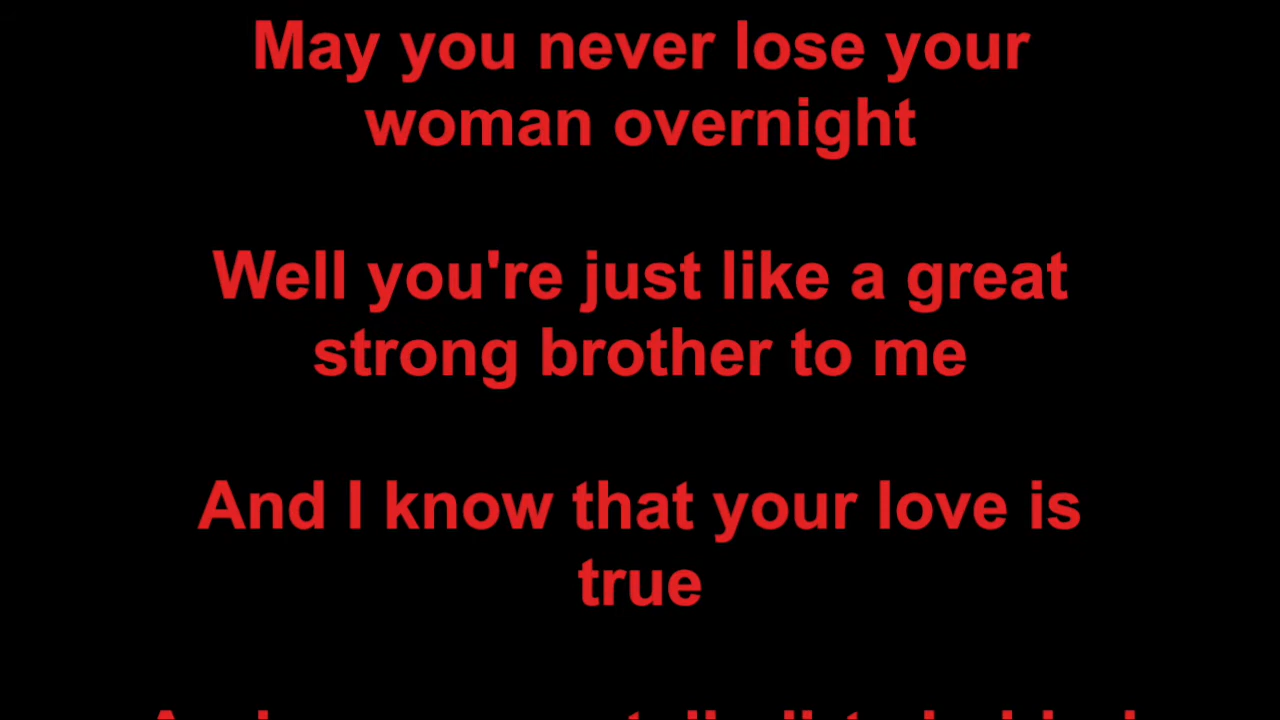 May you never lose your
woman overnight
Well you're just like a great
strong brother to me
And I know that your love is
true